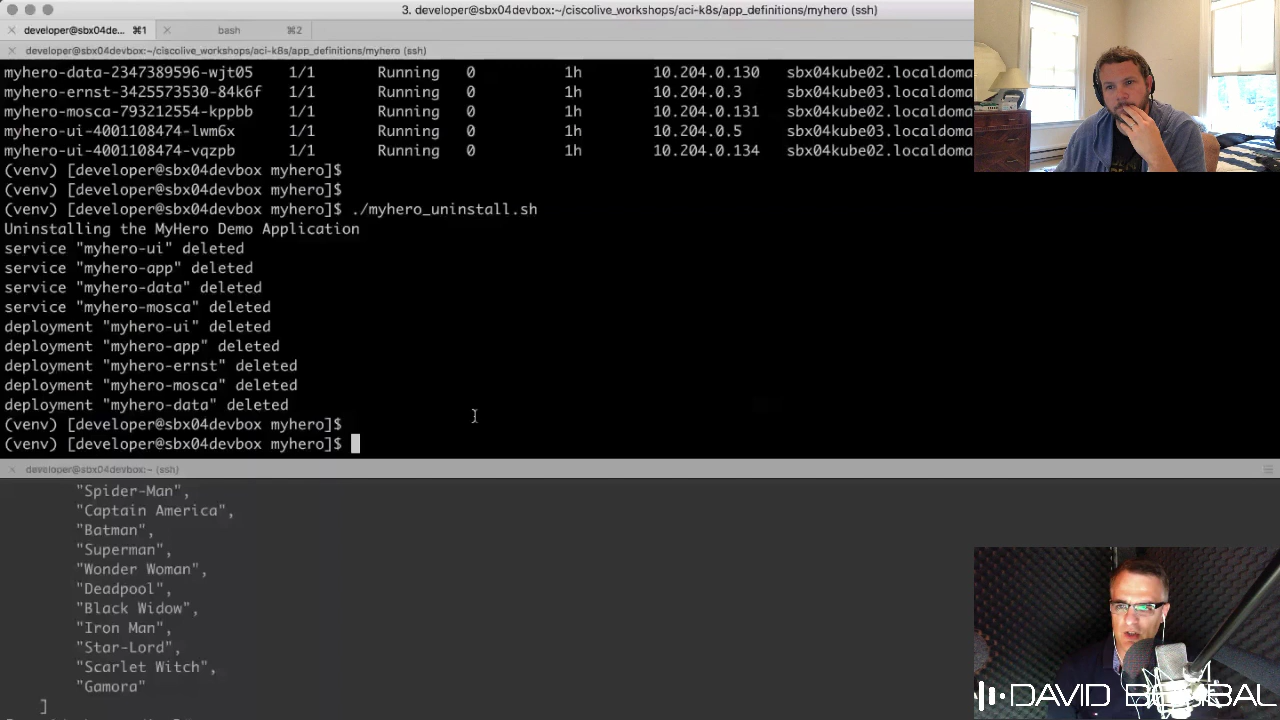 3. developer@sbx04devbox:~/ciscolive_workshops/aci-k8s/app_definitions/myhero (ssh)
developer@sbx04de... ⌘1 bash ⌘2
developer@sbx04devbox:~/ciscolive_workshops/aci-k8s/app_definitions/myhero (ssh)
myhero-data-2347389596-wjt05 1/1 Running 0 1h 10.204.0.130 sbx04kube02.localdoma
myhero-ernst-3425573530-84k6f 1/1 Running 0 1h 10.204.0.3 sbx04kube03.localdoma
myhero-mosca-793212554-kppbb 1/1 Running 0 1h 10.204.0.131 sbx04kube02.localdoma
myhero-ui-4001108474-lwm6x 1/1 Running 0 1h 10.204.0.5 sbx04kube03.localdoma
myhero-ui-4001108474-vqzpb 1/1 Running 0 1h 10.204.0.134 sbx04kube02.localdoma
(venv) [developer@sbx04devbox myhero]$
(venv) [developer@sbx04devbox myhero]$
(venv) [developer@sbx04devbox myhero]$ ./myhero_uninstall.sh
Uninstalling the MyHero Demo Application
service "myhero-ui" deleted
service "myhero-app" deleted
service "myhero-data" deleted
service "myhero-mosca" deleted
deployment "myhero-ui" deleted
deployment "myhero-app" deleted
deployment "myhero-ernst" deleted
deployment "myhero-mosca" deleted
deployment "myhero-data" deleted
(venv) [developer@sbx04devbox myhero]$
(venv) [developer@sbx04devbox myhero]$
developer@sbx04devbox:~ (ssh)
"Spider-Man",
"Captain America",
"Batman",
"Superman",
"Wonder Woman",
"Deadpool",
"Black Widow",
"Iron Man",
"Star-Lord",
"Scarlet Witch",
"Gamora"
]
DAVID BOMBAL